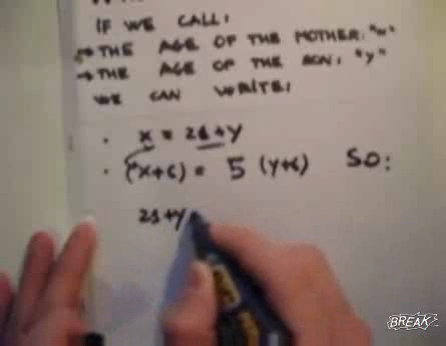 IF WE CALL:
→ THE AGE OF THE MOTHER: "x"
→ THE AGE OF THE SON: "y"
WE CAN WRITE:
. x = 21+y
. (x+6) = 5 (y+6) SO:
21+y
BREAK